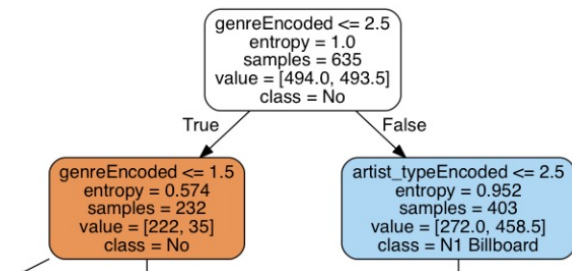 genreEncoded <= 2.5
entropy = 1.0
samples = 635
value = [494.0, 493.5]
class = No
True
False
genreEncoded <= 1.5
entropy = 0.574
samples = 232
value = [222, 35]
class = No
artist_typeEncoded <= 2.5
entropy = 0.952
samples = 403
value = [272.0, 458.5]
class = N1 Billboard